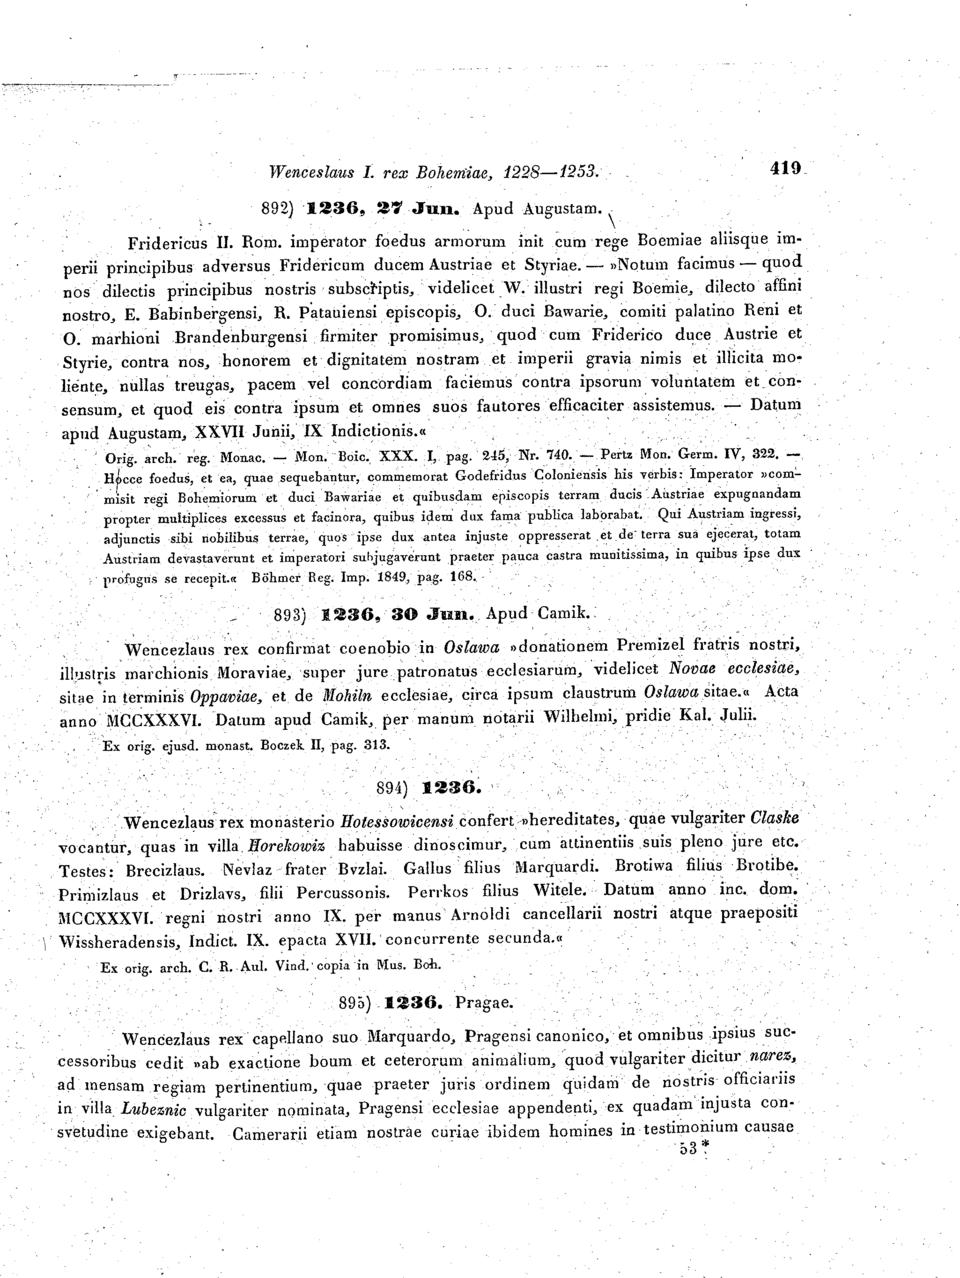 Wenceslaus I. rex Bohemiae, 1228—1253. 419
892) 1236, 27 Jun. Apud Augustam.
Fridericus II. Rom. imperator foedus armorum init cum rege Boemiae aliisque im-
perii principibus adversus Fridericum ducem Austriae et Styriae. — »Notum facimus — quod
nos dilectis principibus nostris subscriptis, videlicet W. illustri regi Boemie, dilecto affini
nostro, E. Babinbergensi, R. Patauiensi episcopis, O. duci Bawarie, comiti palatino Reni et
O. marhioni Brandenburgensi firmiter promisimus, quod cum Friderico duce Austrie et
Styrie, contra nos, honorem et dignitatem nostram et imperii gravia nimis et illicita mo-
liente, nullas treugas, pacem vel concordiam faciemus contra ipsorum voluntatem et con-
sensum, et quod eis contra ipsum et omnes suos fautores efficaciter assistemus. — Datum
apud Augustam, XXVII Junii, IX Indictionis.«
Orig. arch. reg. Monac. — Mon. Boic. XXX. I, pag. 245, Nr. 740. — Pertz Mon. Germ. IV, 322. —
Hocce foedus, et ea, quae sequebantur, commemorat Godefridus Coloniensis his verbis: Imperator »com-
misit regi Bohemiorum et duci Bawariae et quibusdam episcopis terram ducis Austriae expugnandam
propter multiplices excessus et facinora, quibus idem dux fama publica laborabat. Qui Austriam ingressi,
adjunctis sibi nobilibus terrae, quos ipse dux antea injuste oppresserat et de terra sua ejecerat, totam
Austriam devastaverunt et imperatori subjugaverunt praeter pauca castra munitissima, in quibus ipse dux
profugus se recepit.« Böhmer Reg. Imp. 1849, pag. 168.
893) 1236, 30 Jun. Apud Camik.
Wencezlaus rex confirmat coenobio in Oslawa »donationem Premizel fratris nostri,
illustris marchionis Moraviae, super jure patronatus ecclesiarum, videlicet Novae ecclesiae,
sitae in terminis Oppaviae, et de Mohiln ecclesiae, circa ipsum claustrum Oslawa sitae.« Acta
anno MCCXXXVI. Datum apud Camik, per manum notarii Wilhelmi, pridie Kal. Julii.
Ex orig. ejusd. monast. Boczek II, pag. 313.
894) 1236.
Wencezlaus rex monasterio Hotessowicensi confert »hereditates, quae vulgariter Claske
vocantur, quas in villa Horekowiz habuisse dinoscimur, cum attinentiis suis pleno jure etc.
Testes: Brecizlaus. Nevlaz frater Bvzlai. Gallus filius Marquardi. Brotiwa filius Brotibe.
Primizlaus et Drizlavs, filii Percussonis. Perrkos filius Witele. Datum anno inc. dom.
MCCXXXVI. regni nostri anno IX. per manus Arnoldi cancellarii nostri atque praepositi
Wissheradensis, Indict. IX. epacta XVII. concurrente secunda.«
Ex orig. arch. C. R. Aul. Vind. copia in Mus. Boh.
895) 1236. Pragae.
Wencezlaus rex capellano suo Marquardo, Pragensi canonico, et omnibus ipsius suc-
cessoribus cedit »ab exactione boum et ceterorum animalium, quod vulgariter dicitur narez,
ad mensam regiam pertinentium, quae praeter juris ordinem quidam de nostris officiariis
in villa Lubeznic vulgariter nominata, Pragensi ecclesiae appendenti, ex quadam injusta con-
svetudine exigebant. Camerarii etiam nostrae curiae ibidem homines in testimonium causae
53*